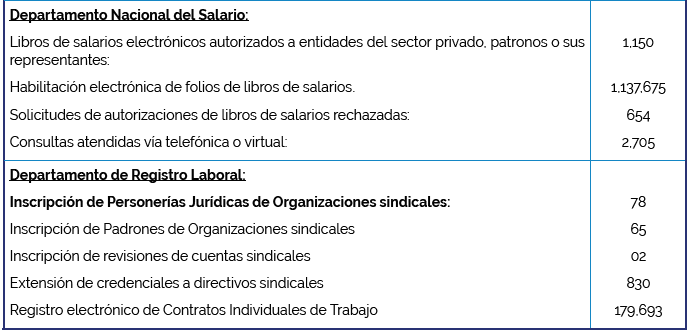 Departamento Nacional del Salario:
Libros de salarios electrónicos autorizados a entidades del sector privado, patronos o sus 1,150
representantes:
Habilitación electrónica de folios de libros de salarios. 1,137,675
Solicitudes de autorizaciones de libros de salarios rechazadas: 654
Consultas atendidas vía telefónica o virtual: 2,705
Departamento de Registro Laboral:
Inscripción de Personerías Jurídicas de Organizaciones sindicales: 78
Inscripción de Padrones de Organizaciones sindicales 65
Inscripción de revisiones de cuentas sindicales 02
Extensión de credenciales a directivos sindicales 830
Registro electrónico de Contratos Individuales de Trabajo 179,693